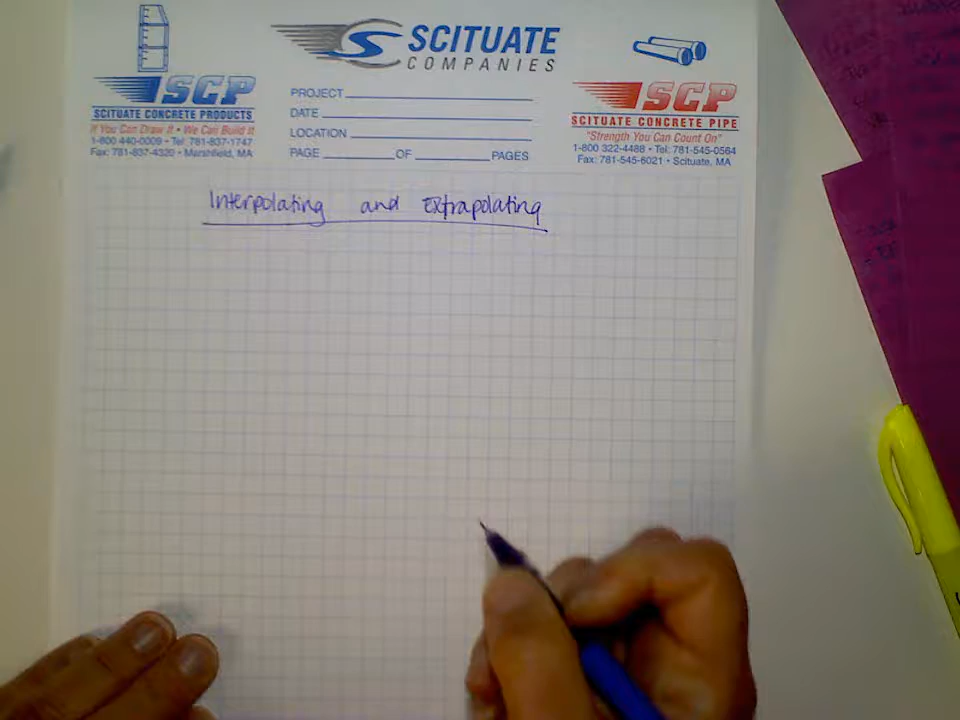 SCITUATE
COMPANIES
SCP
SCITUATE CONCRETE PRODUCTS
If You Can Draw It • We Can Build It
1-800 440-0009 • Tel 781-837-1747
Fax: 781-837-4320 • Marshfield, MA
PROJECT
DATE
LOCATION
PAGE OF PAGES
SCP
SCITUATE CONCRETE PIPE
"Strength You Can Count On"
1-800 322-4488 • Tel: 781-545-0564
Fax: 781-545-6021 • Scituate, MA
Interpolating and Extrapolating